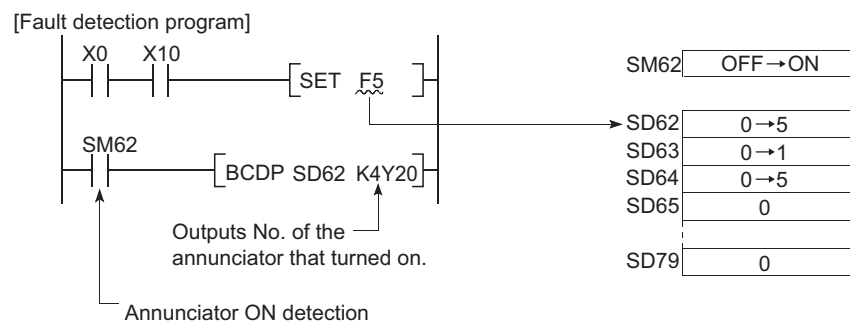 [Fault detection program]
X0 X10
SET F5
SM62
BCDP SD62 K4Y20
Outputs No. of the
annunciator that turned on.
Annunciator ON detection
SM62 OFF→ON
SD62 0→5
SD63 0→1
SD64 0→5
SD65 0
SD79 0